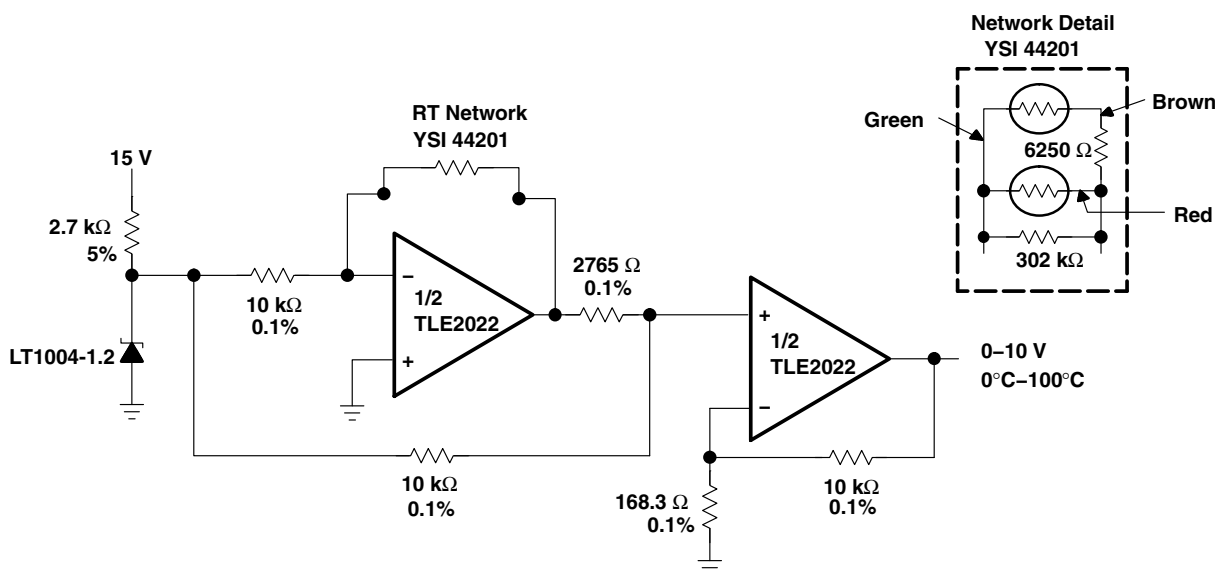 Network Detail
YSI 44201
Green
Brown
6250 Ω
Red
302 kΩ
RT Network
YSI 44201
15 V
2.7 kΩ
5%
10 kΩ
0.1%
LT1004-1.2
−
1/2
TLE2022
+
2765 Ω
0.1%
+
1/2
TLE2022
−
0–10 V
0°C–100°C
10 kΩ
0.1%
168.3 Ω
0.1%
10 kΩ
0.1%